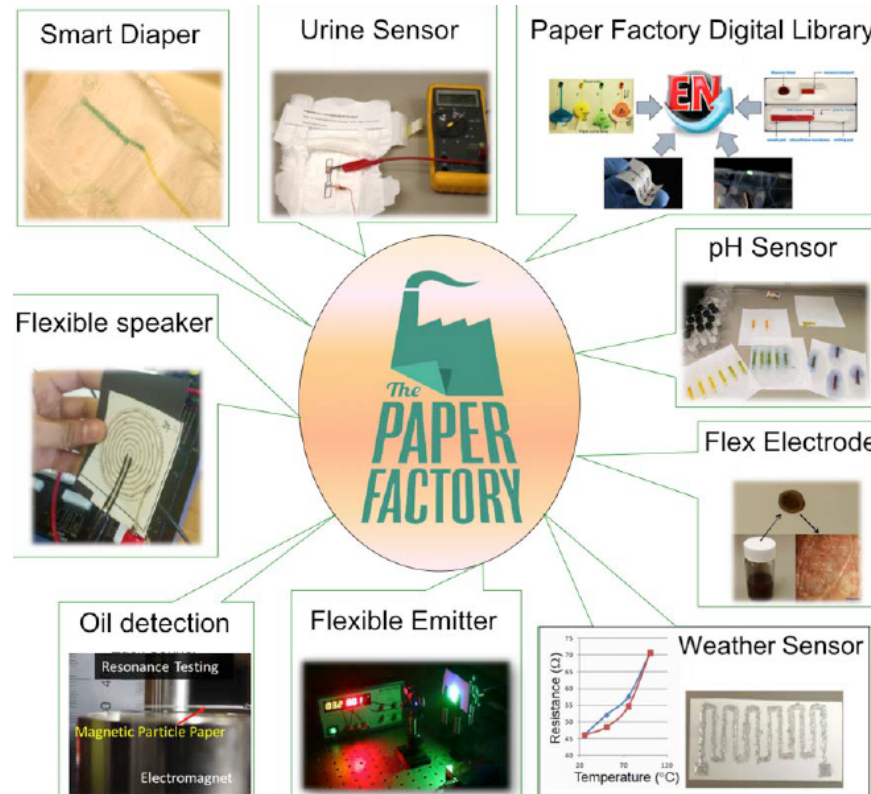 Smart Diaper
Urine Sensor
Paper Factory Digital Library
EN
pH Sensor
Flexible speaker
The
PAPER
FACTORY
Flex Electrode
Oil detection
Resonance Testing
Magnetic Particle Paper
Electromagnet
Flexible Emitter
Weather Sensor
Resistance (Ω)
75
70
65
60
55
50
45
40
20
60
100
Temperature (°C)